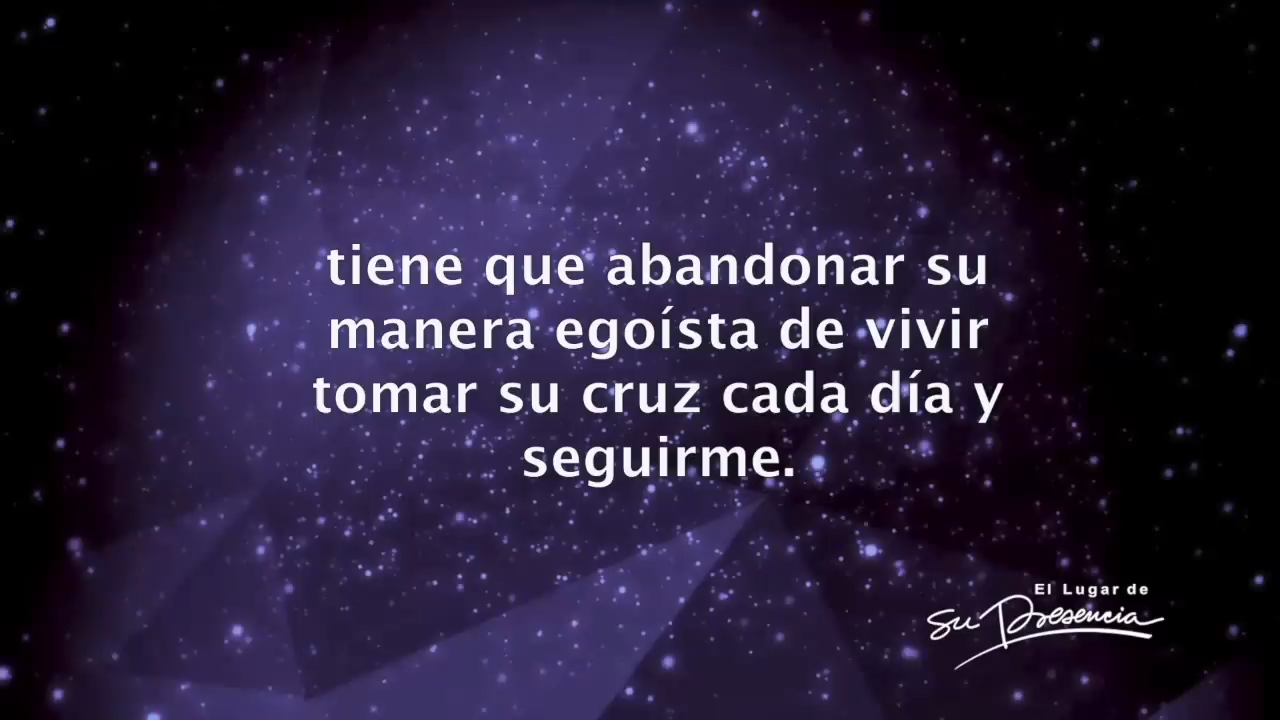 tiene que abandonar su
manera egoísta de vivir
tomar su cruz cada día y
seguirme.
El Lugar de
Su Presencia